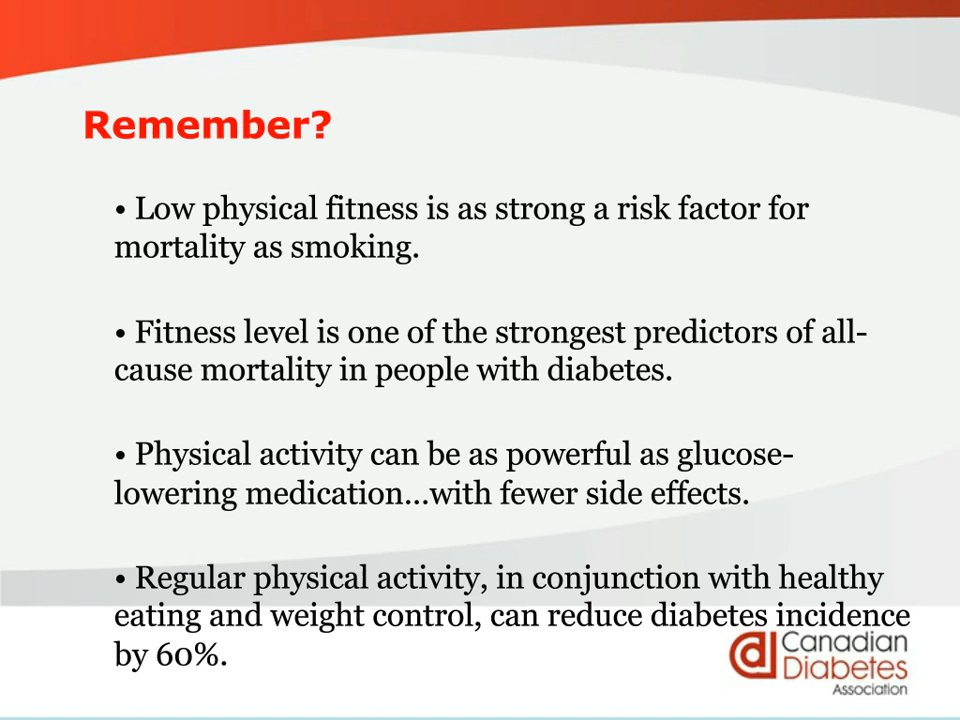 Remember?
• Low physical fitness is as strong a risk factor for
mortality as smoking.
• Fitness level is one of the strongest predictors of all-
cause mortality in people with diabetes.
• Physical activity can be as powerful as glucose-
lowering medication...with fewer side effects.
• Regular physical activity, in conjunction with healthy
eating and weight control, can reduce diabetes incidence
by 60%.
Canadian
Diabetes
Association